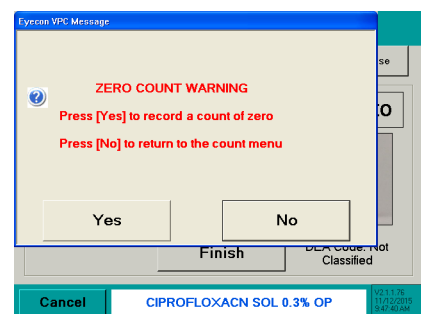 Eyecon VPC Message
ZERO COUNT WARNING
Press [Yes] to record a count of zero
Press [No] to return to the count menu
Yes
No
se
Finish
DEA Code: Not
Classified
Cancel
CIPROFLOXACN SOL 0.3% OP
V2.1.1.76
11/12/2015
9:47:40 AM